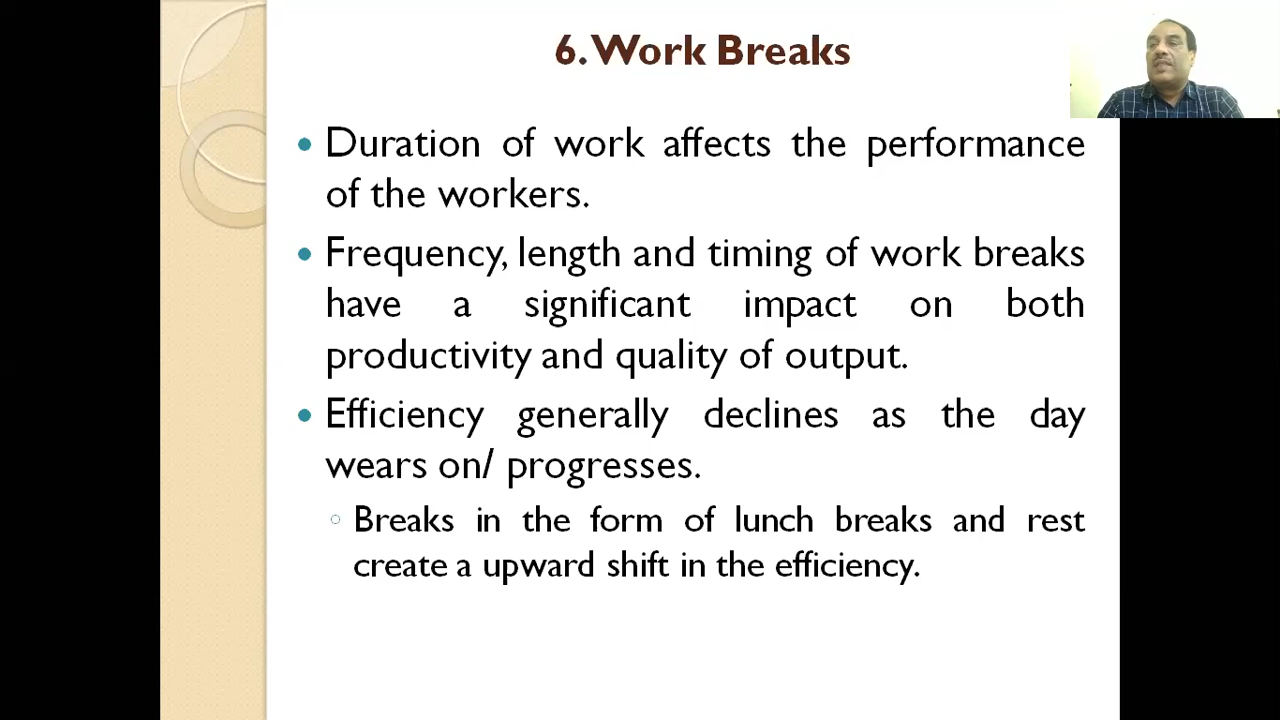 6. Work Breaks
• Duration of work affects the performance
of the workers.
• Frequency, length and timing of work breaks
have a significant impact on both
productivity and quality of output.
• Efficiency generally declines as the day
wears on/ progresses.
◦ Breaks in the form of lunch breaks and rest
create a upward shift in the efficiency.